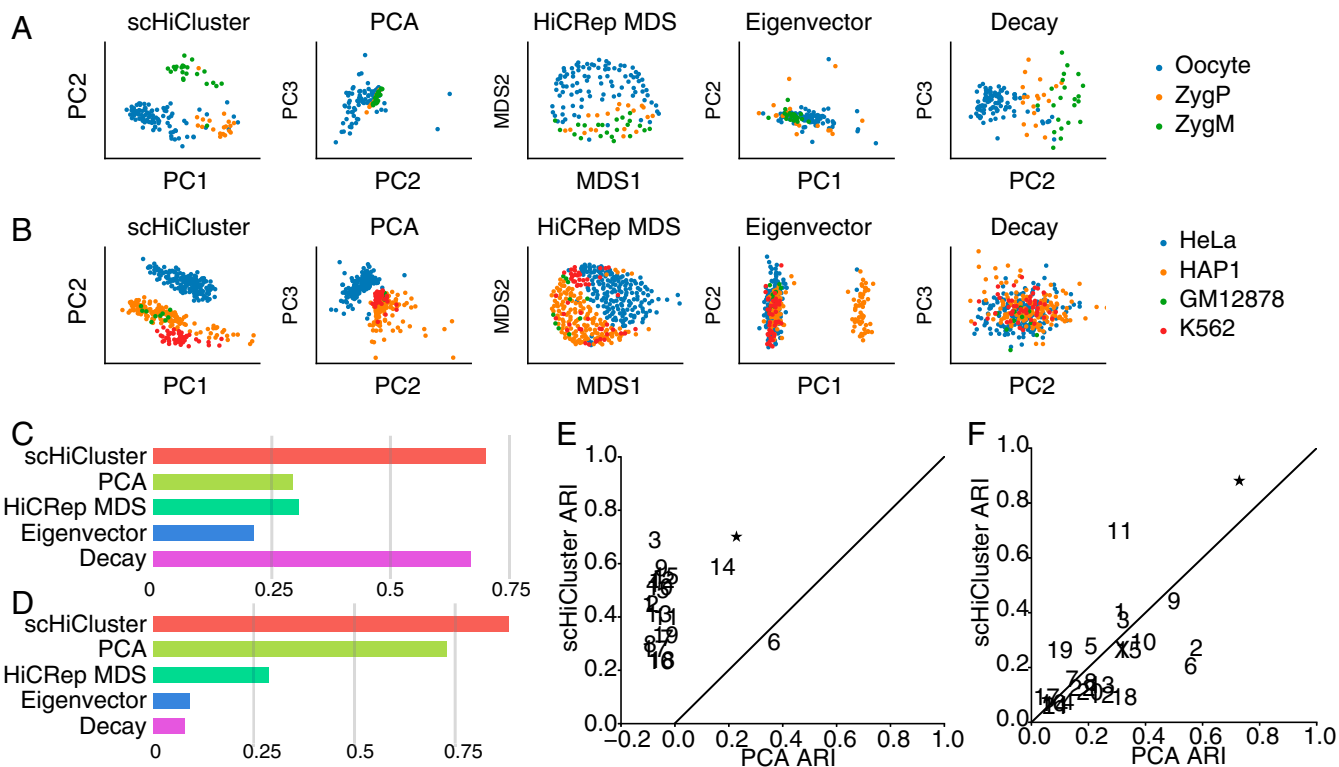 A
scHiCluster
PCA
HiCRep MDS
Eigenvector
Decay
PC2
PC1
PC3
PC2
MDS2
MDS1
PC2
PC1
PC3
PC2
Oocyte
ZygP
ZygM
B
scHiCluster
PCA
HiCRep MDS
Eigenvector
Decay
PC2
PC1
PC3
PC2
MDS2
MDS1
PC2
PC1
PC3
PC2
HeLa
HAP1
GM12878
K562
C
scHiCluster
PCA
HiCRep MDS
Eigenvector
Decay
0 0.25 0.5 0.75
D
scHiCluster
PCA
HiCRep MDS
Eigenvector
Decay
0 0.25 0.5 0.75
E
scHiCluster ARI
1.0
0.8
0.6
0.4
0.2
0.0
3
14
9
6
−0.2 0.0 0.2 0.4 0.6 0.8 1.0
PCA ARI
F
scHiCluster ARI
1.0
0.8
0.6
0.4
0.2
0.0
11
9
1
3
10
19
5
2
6
7
17
18
0.0 0.2 0.4 0.6 0.8 1.0
PCA ARI